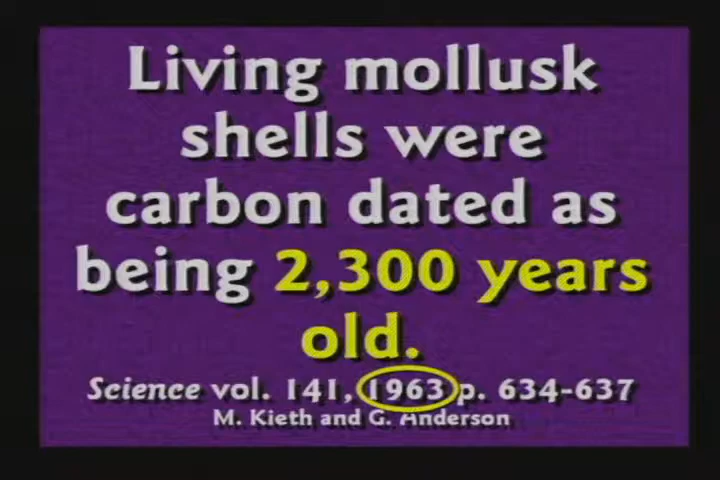 Living mollusk
shells were
carbon dated as
being 2,300 years
old.
Science vol. 141, 1963 p. 634-637
M. Kieth and G. Anderson